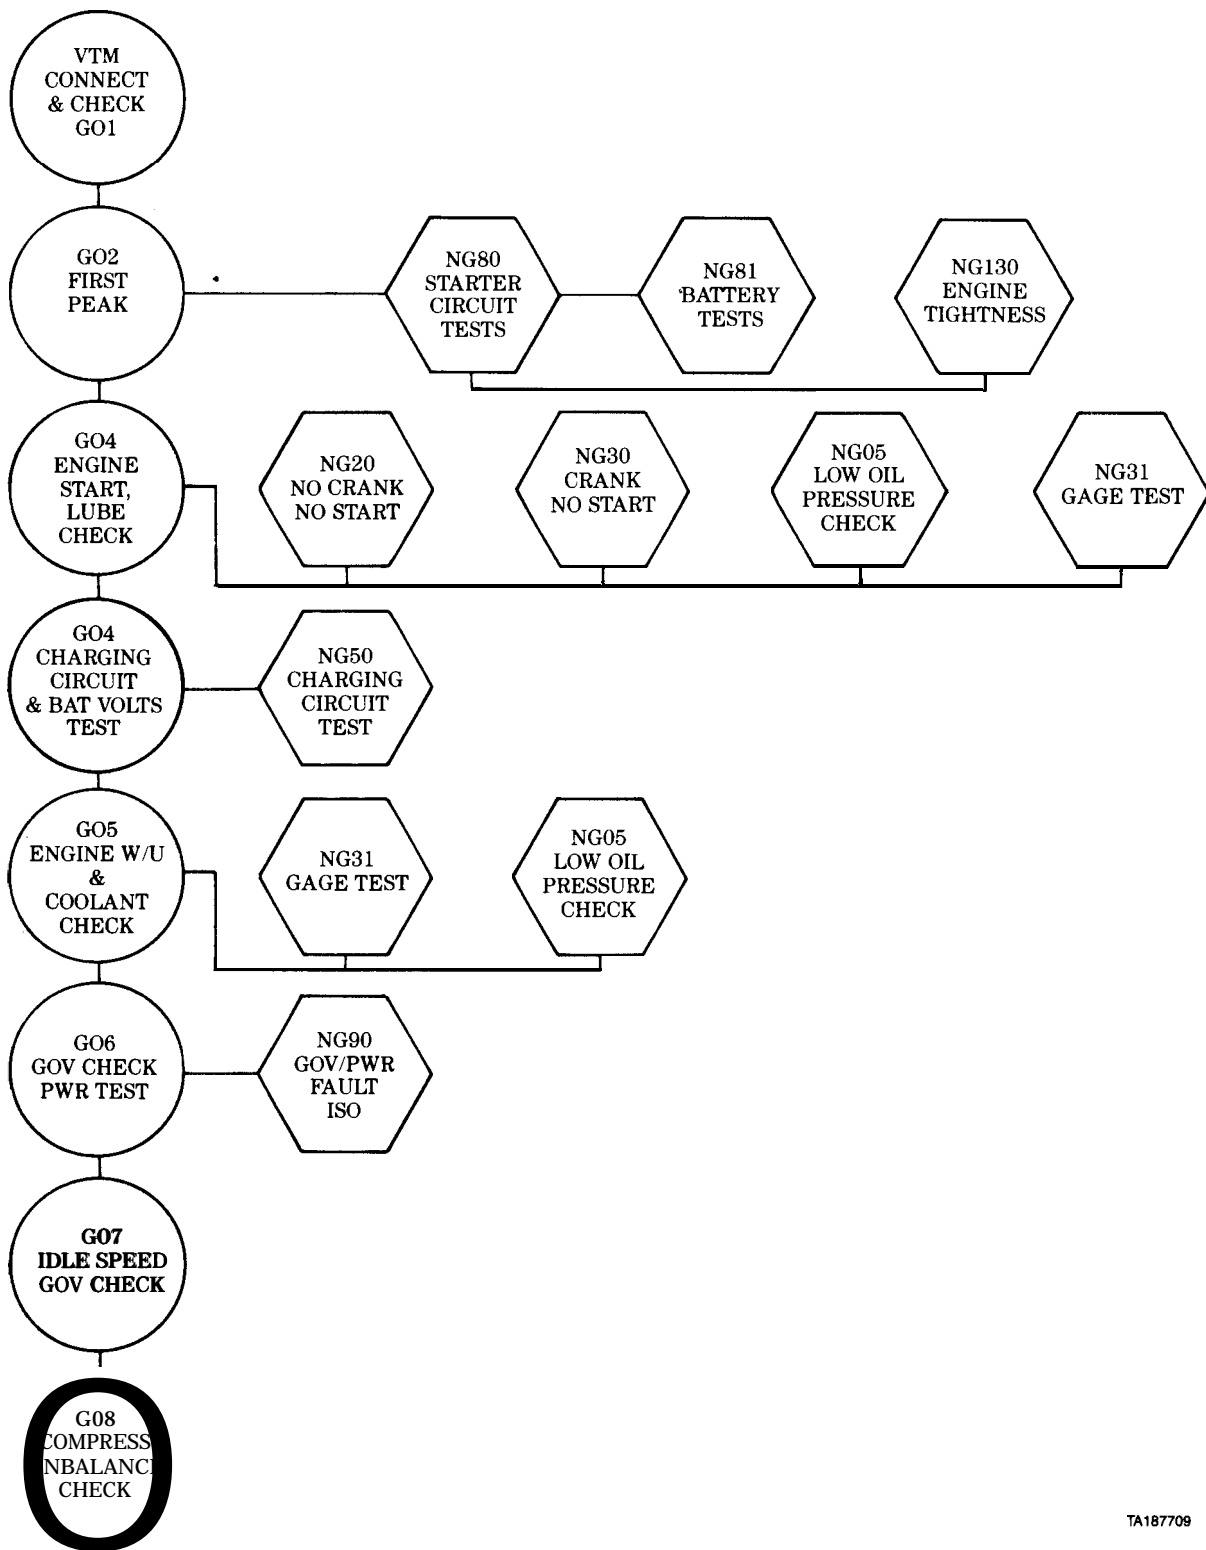 VTM
CONNECT
& CHECK
GO1
GO2
FIRST
PEAK
NG80
STARTER
CIRCUIT
TESTS
NG81
BATTERY
TESTS
NG130
ENGINE
TIGHTNESS
GO4
ENGINE
START,
LUBE
CHECK
NG20
NO CRANK
NO START
NG30
CRANK
NO START
NG05
LOW OIL
PRESSURE
CHECK
NG31
GAGE TEST
GO4
CHARGING
CIRCUIT
& BAT VOLTS
TEST
NG50
CHARGING
CIRCUIT
TEST
GO5
ENGINE W/U
&
COOLANT
CHECK
NG31
GAGE TEST
NG05
LOW OIL
PRESSURE
CHECK
GO6
GOV CHECK
PWR TEST
NG90
GOV/PWR
FAULT
ISO
GO7
IDLE SPEED
GOV CHECK
G08
COMPRESS
NBALANC
CHECK
TA187709